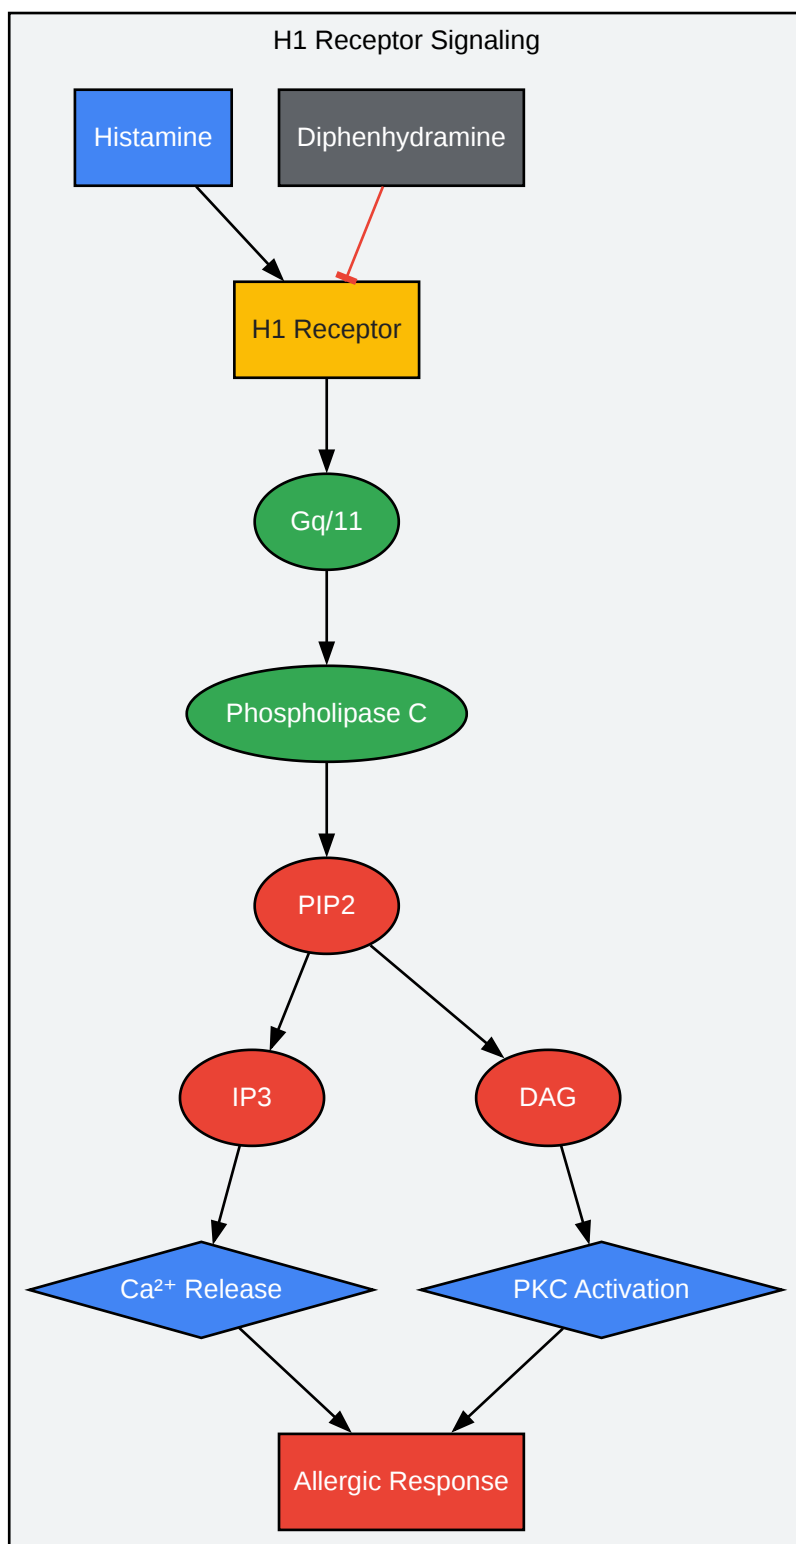 H1 Receptor Signaling
Histamine
Diphenhydramine
H1 Receptor
Gq/11
Phospholipase C
PIP2
IP3
DAG
Ca²⁺ Release
PKC Activation
Allergic Response